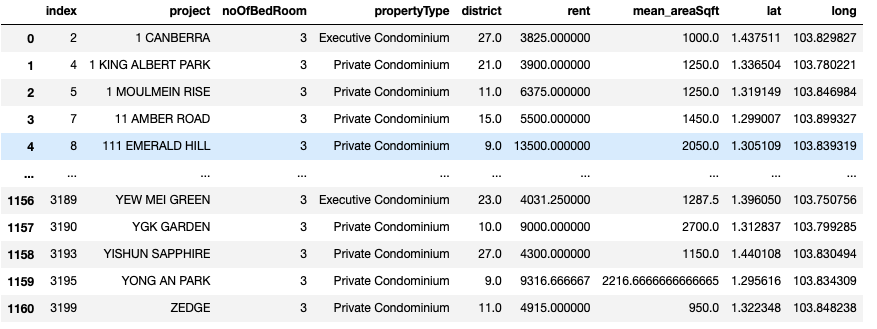 index project noOfBedRoom propertyType district rent mean_areaSqft lat long
0 2 1 CANBERRA 3 Executive Condominium 27.0 3825.000000 1000.0 1.437511 103.829827
1 4 1 KING ALBERT PARK 3 Private Condominium 21.0 3900.000000 1250.0 1.336504 103.780221
2 5 1 MOULMEIN RISE 3 Private Condominium 11.0 6375.000000 1250.0 1.319149 103.846984
3 7 11 AMBER ROAD 3 Private Condominium 15.0 5500.000000 1450.0 1.299007 103.899327
4 8 111 EMERALD HILL 3 Private Condominium 9.0 13500.000000 2050.0 1.305109 103.839319
... ... ... ... ... ... ... ... ... ...
1156 3189 YEW MEI GREEN 3 Executive Condominium 23.0 4031.250000 1287.5 1.396050 103.750756
1157 3190 YGK GARDEN 3 Private Condominium 10.0 9000.000000 2700.0 1.312837 103.799285
1158 3193 YISHUN SAPPHIRE 3 Private Condominium 27.0 4300.000000 1150.0 1.440108 103.830494
1159 3195 YONG AN PARK 3 Private Condominium 9.0 9316.666667 2216.6666666666665 1.295616 103.834309
1160 3199 ZEDGE 3 Private Condominium 11.0 4915.000000 950.0 1.322348 103.848238